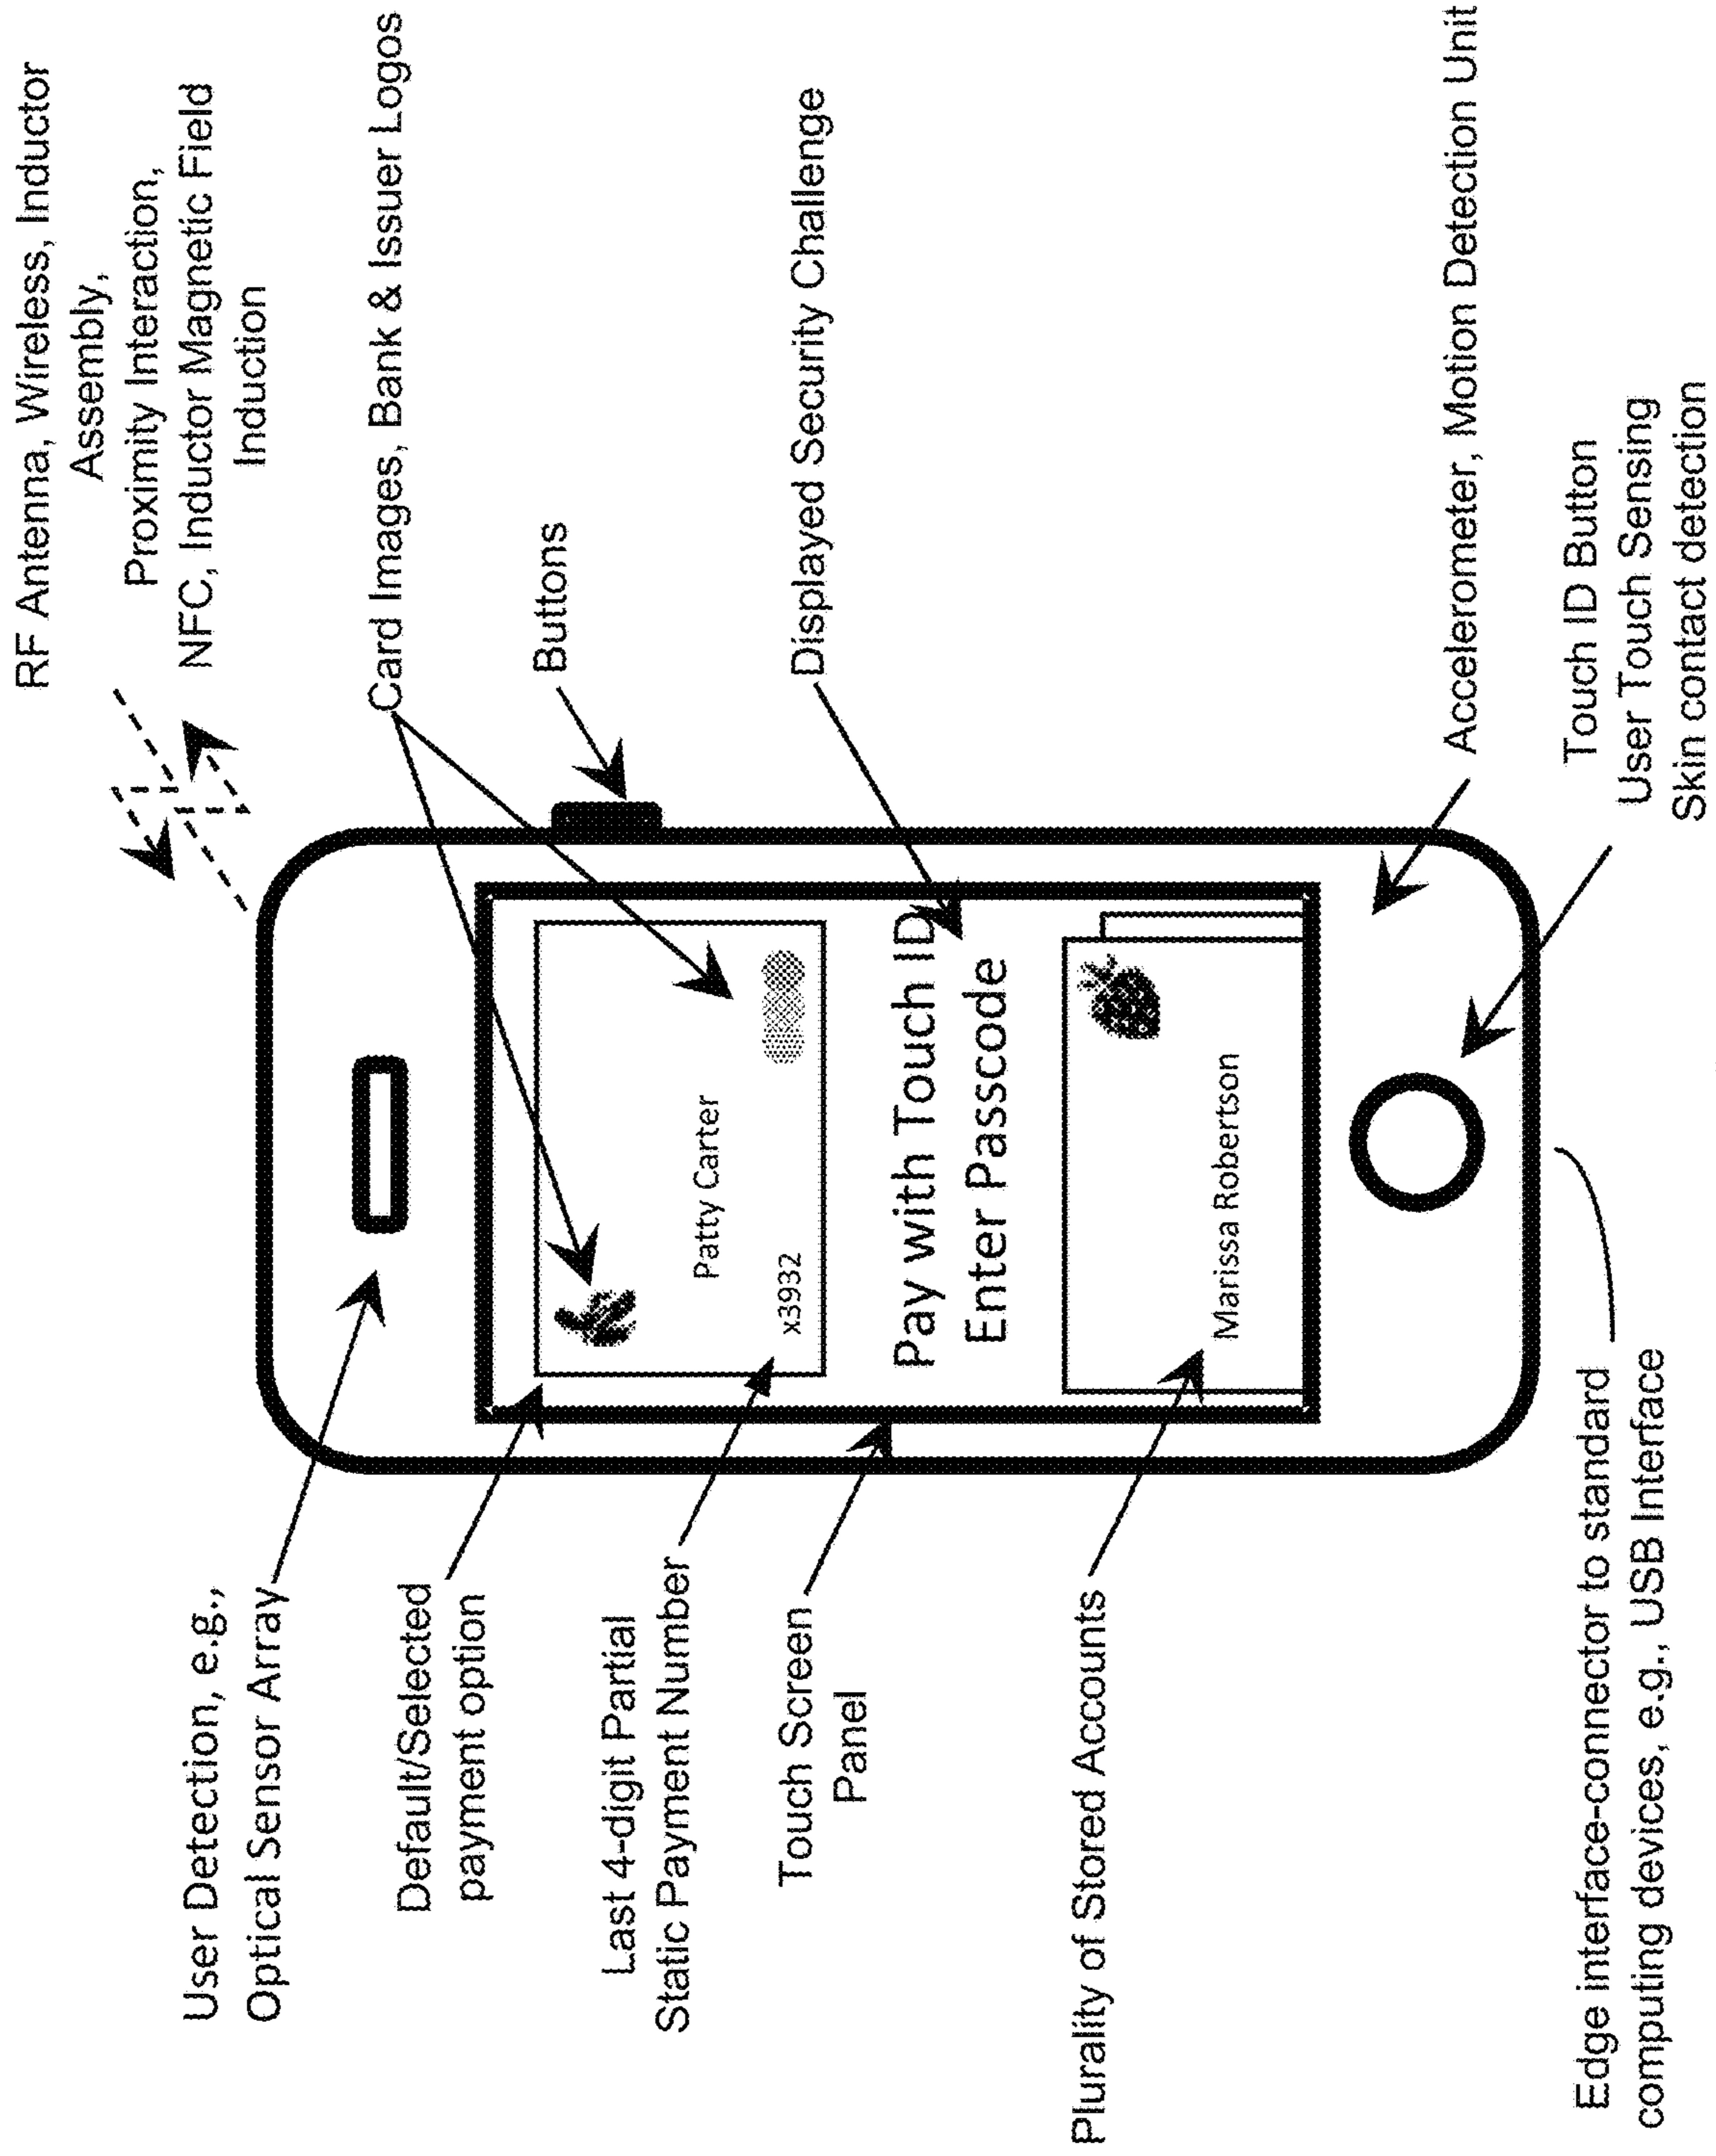 RF Antenna, Wireless, Inductor
Assembly,
Proximity Interaction,
NFC, Inductor Magnetic Field
Induction
User Detection, e.g.,
Optical Sensor Array
Card Images, Bank & Issuer Logos
Default/Selected
payment option
Buttons
Last 4-digit Partial
Static Payment Number
Patty Carter
x3932
Touch Screen
Panel
Displayed Security Challenge
Pay with Touch ID
Enter Passcode
Plurality of Stored Accounts
Marissa Robertson
Accelerometer, Motion Detection Unit
Touch ID Button
User Touch Sensing
Skin contact detection
Edge interface-connector to standard
computing devices, e.g., USB Interface